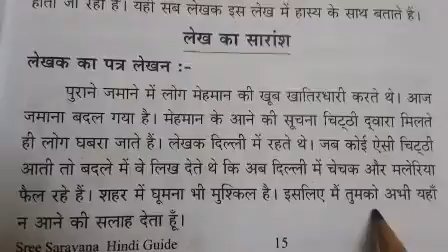 होता जा रहा है। यही सब लेखक इस लेख में हास्य के साथ बताते हैं।
लेख का सारांश
लेखक का पत्र लेखन :-
पुराने जमाने में लोग मेहमान की खूब खातिरधारी करते थे। आज
जमाना बदल गया है। मेहमान के आने की सूचना चिट्ठी द्वारा मिलते
ही लोग घबरा जाते हैं। लेखक दिल्ली में रहते थे। जब कोई ऐसी चिट्ठी
आती तो बदले में वे लिख देते थे कि अब दिल्ली में चेचक और मलेरिया
फैल रहे हैं। शहर में घूमना भी मुश्किल है। इसलिए मैं तुमको अभी यहाँ
न आने की सलाह देता हूँ।
Sree Saravana Hindi Guide 15